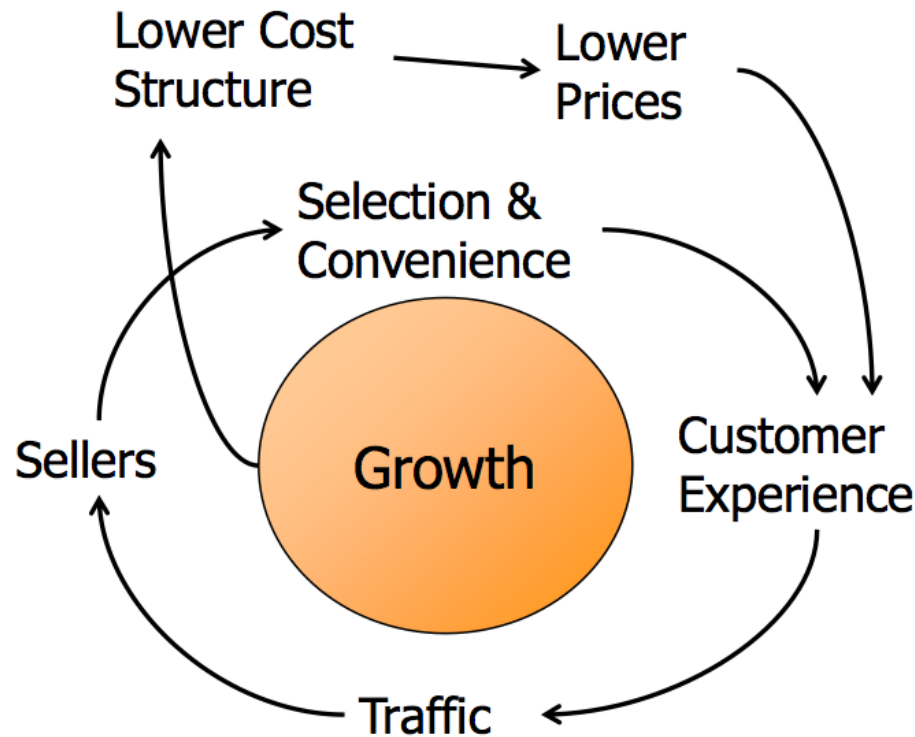 Lower Cost
Structure
Lower
Prices
Selection &
Convenience
Sellers
Growth
Customer
Experience
Traffic